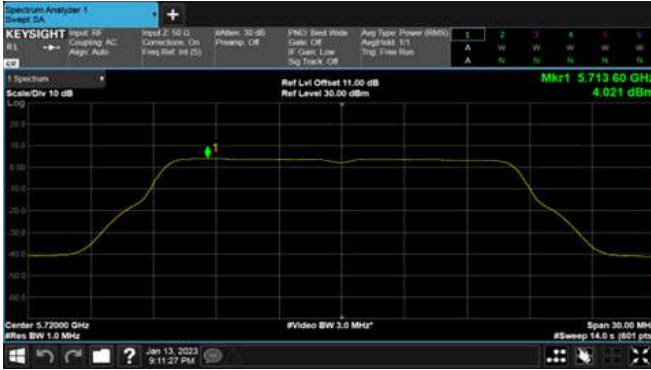 Spectrum Analyzer 1
Swept SA
+
KEYSIGHT
RL
Input: RF
Coupling: AC
Align: Auto
Input Z: 50 Ω
Corrections: On
Freq Ref: Int (S)
#Atten: 30 dB
Preamp: Off
PNO: Best Wide
Gate: Off
IF Gain: Low
Sig Track: Off
Avg Type: Power (RMS)
Avg|Hold: 1/1
Trig: Free Run
1 2 3 4 5 6
A W W W W W
A N N N N N
1 Spectrum
Scale/Div 10 dB
Ref Lvl Offset 11.00 dB
Ref Level 30.00 dBm
Mkr1 5.713 60 GHz
4.021 dBm
Log
20.0
10.0
0.00
-10.0
-20.0
-30.0
-40.0
-50.0
-60.0
1
Center 5.72000 GHz
#Res BW 1.0 MHz
#Video BW 3.0 MHz*
Span 30.00 MHz
#Sweep 14.0 s (601 pts)
?
Jan 13, 2023
9:11:27 PM